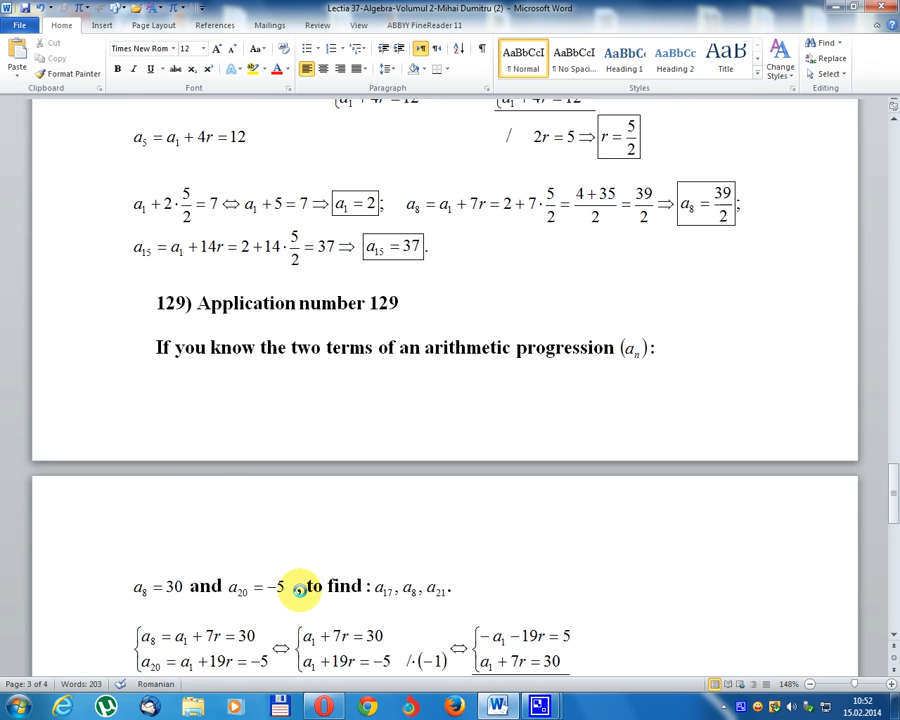 Lectia 37-Algebra-Volumul 2-Mihai Dumitru (2) - Microsoft Word
File Home Insert Page Layout References Mailings Review View ABBYY FineReader 11
Cut
Copy
Format Painter
Paste
Clipboard
Times New Rom 12
Font
Paragraph
AaBbCcI AaBbCcI AaBbC AaBbCc AaB
¶ Normal ¶ No Spaci... Heading 1 Heading 2 Title
Change Styles
Styles
Find
Replace
Select
Editing
a₁ + 4r = 12 a₁ + 4r = 12
a₅ = a₁ + 4r = 12 / 2r = 5 ⇒ r = 5/2
a₁ + 2 · 5/2 = 7 ⇔ a₁ + 5 = 7 ⇒ a₁ = 2; a₈ = a₁ + 7r = 2 + 7 · 5/2 = (4 + 35)/2 = 39/2 ⇒ a₈ = 39/2;
a₁₅ = a₁ + 14r = 2 + 14 · 5/2 = 37 ⇒ a₁₅ = 37.
129) Application number 129
If you know the two terms of an arithmetic progression (aₙ):
a₈ = 30 and a₂₀ = −5 , to find : a₁₇, a₈, a₂₁.
{a₈ = a₁ + 7r = 30 ⇔ {a₁ + 7r = 30 ⇔ {− a₁ − 19r = 5
a₂₀ = a₁ + 19r = −5 a₁ + 19r = −5 /·(−1) a₁ + 7r = 30
Page: 3 of 4 Words: 203 Romanian 148%
10:52
15.02.2014